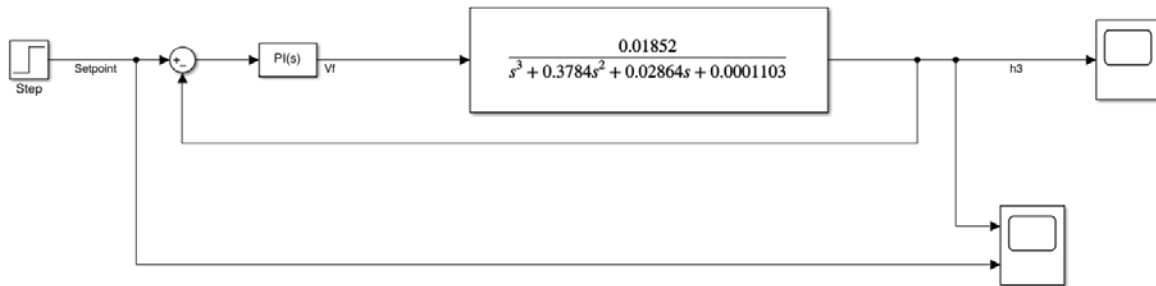 Step
Setpoint
+
−
PI(s)
Vf
0.01852
s³ + 0.3784s² + 0.02864s + 0.0001103
h3